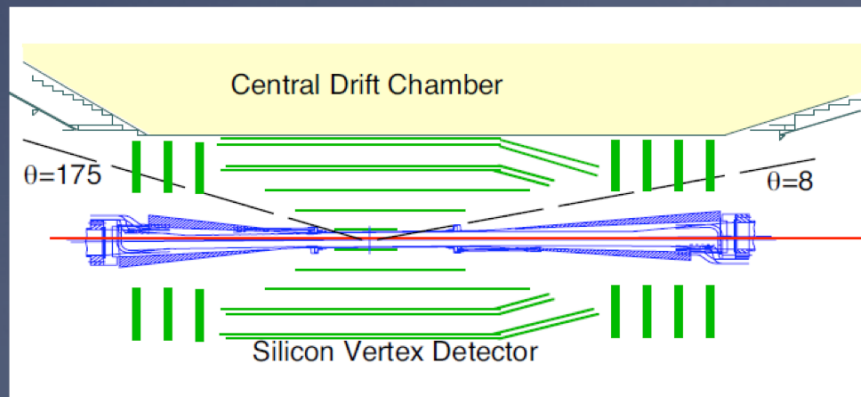 Central Drift Chamber
θ=175
θ=8
Silicon Vertex Detector